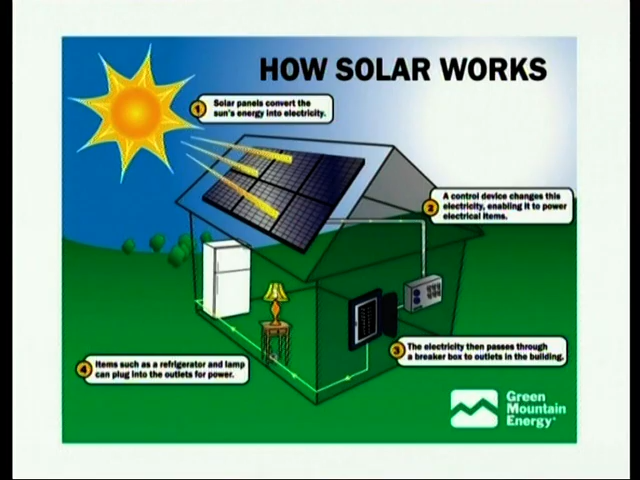 HOW SOLAR WORKS
1
Solar panels convert the
sun's energy into electricity.
2
A control device changes this
electricity, enabling it to power
electrical items.
3
The electricity then passes through
a breaker box to outlets in the building.
4
Items such as a refrigerator and lamp
can plug into the outlets for power.
Green
Mountain
Energy